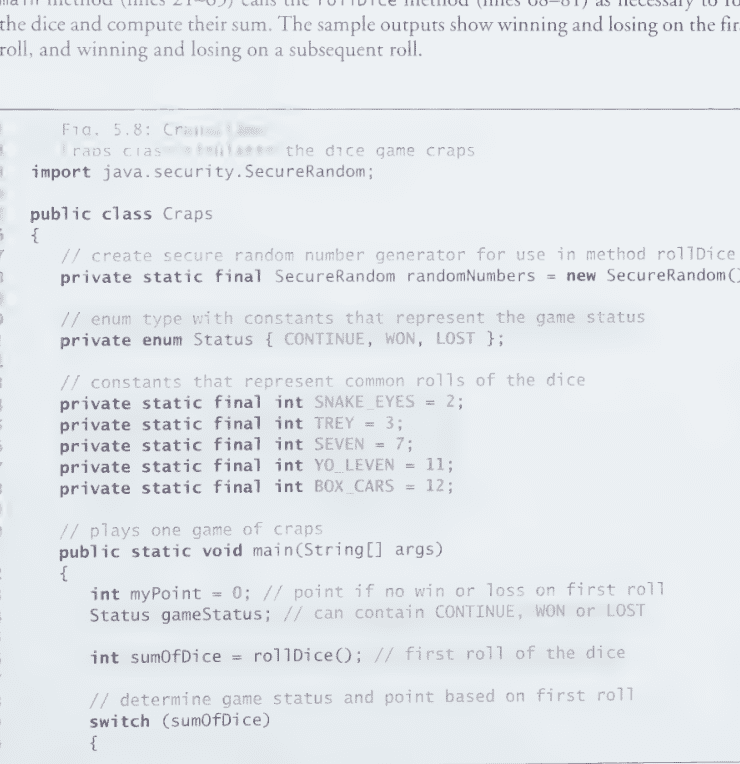 main method (lines 21–65) calls the rollDice method (lines 68–81) as necessary to
the dice and compute their sum. The sample outputs show winning and losing on the
roll, and winning and losing on a subsequent roll.
Fig. 5.8:
the dice game craps
import java.security.SecureRandom;
public class Craps
{
// create secure random number generator for use in method rollDice
private static final SecureRandom randomNumbers = new SecureRandom()
// enum type with constants that represent the game status
private enum Status { CONTINUE, WON, LOST };
// constants that represent common rolls of the dice
private static final int SNAKE_EYES = 2;
private static final int TREY = 3;
private static final int SEVEN = 7;
private static final int YO_LEVEN = 11;
private static final int BOX_CARS = 12;
// plays one game of craps
public static void main(String[] args)
{
int myPoint = 0; // point if no win or loss on first roll
Status gameStatus; // can contain CONTINUE, WON or LOST
int sumOfDice = rollDice(); // first roll of the dice
// determine game status and point based on first roll
switch (sumOfDice)
{